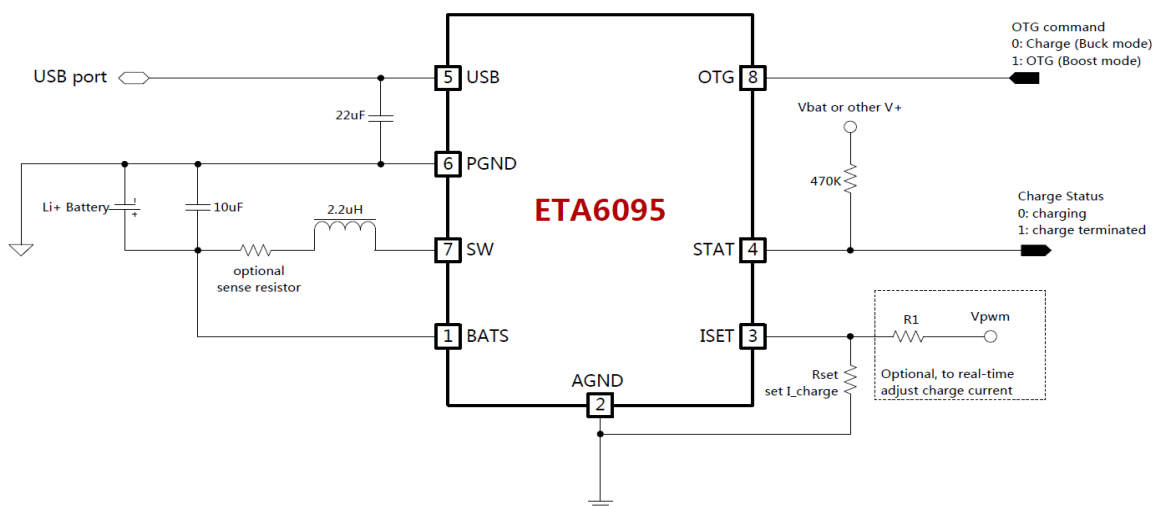 OTG command
0: Charge (Buck mode)
1: OTG (Boost mode)
USB port
5 USB
OTG 8
Vbat or other V+
22uF
6 PGND
470K
Li+ Battery
10uF
2.2uH
ETA6095
Charge Status
0: charging
1: charge terminated
7 SW
STAT 4
optional
sense resistor
R1
Vpwm
1 BATS
ISET 3
Rset
set I_charge
Optional, to real-time
adjust charge current
AGND
2